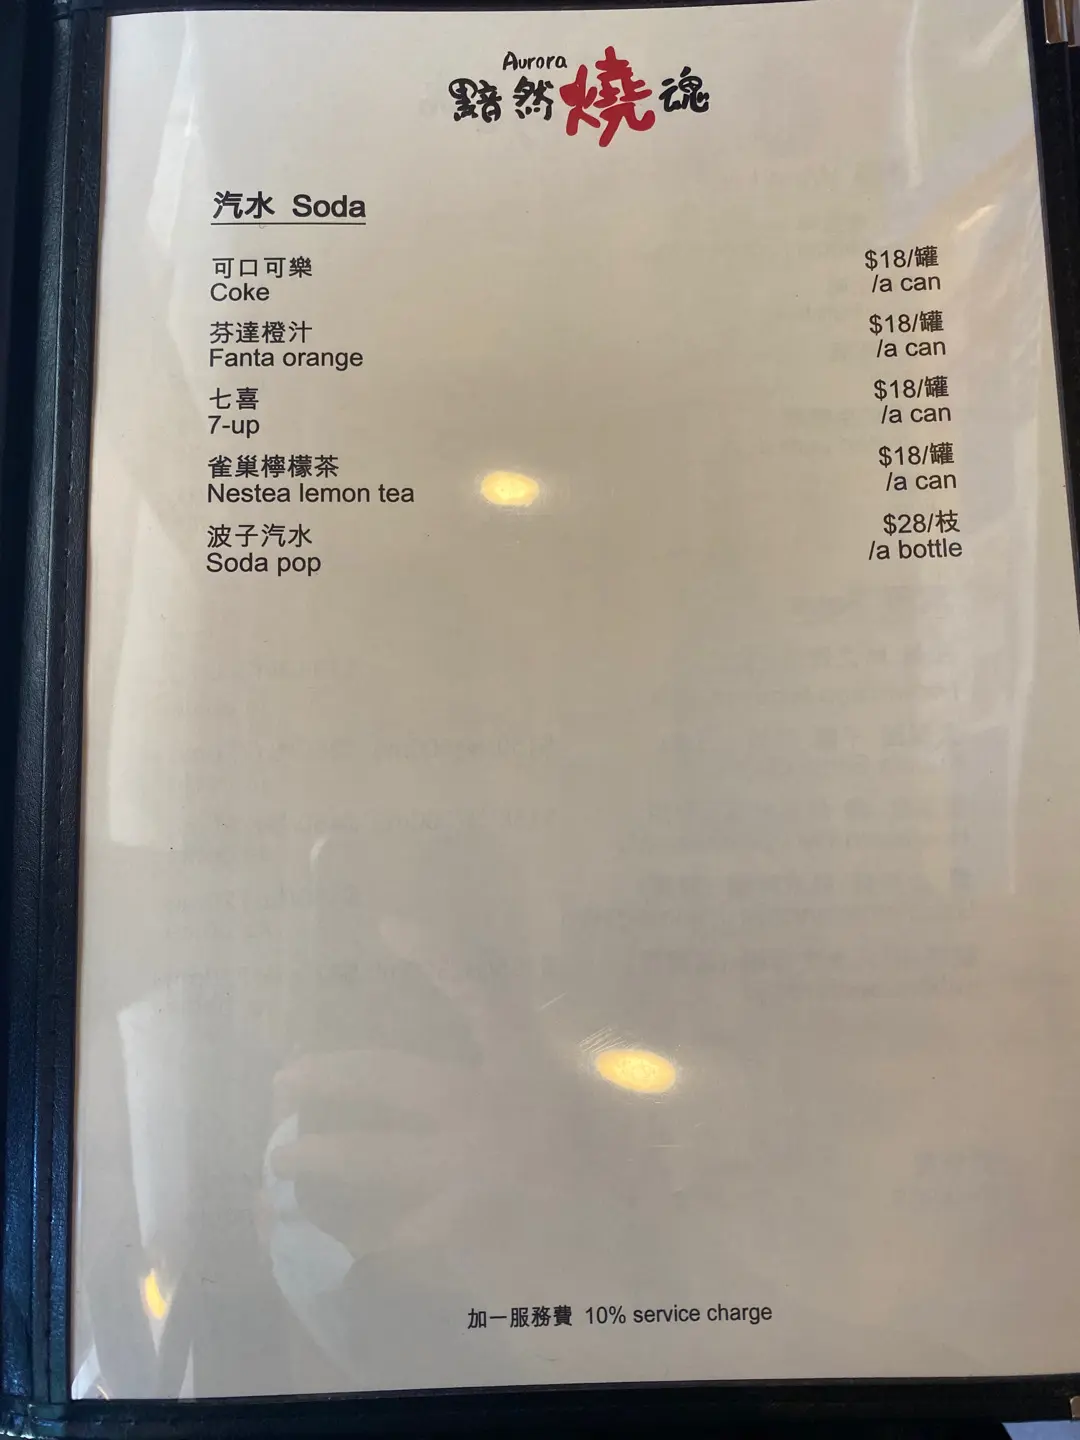 Aurora
黯然燒魂
汽水 Soda
可口可樂 $18/罐
Coke /a can
芬達橙汁 $18/罐
Fanta orange /a can
七喜 $18/罐
7-up /a can
雀巢檸檬茶 $18/罐
Nestea lemon tea /a can
波子汽水 $28/枝
Soda pop /a bottle
加一服務費 10% service charge